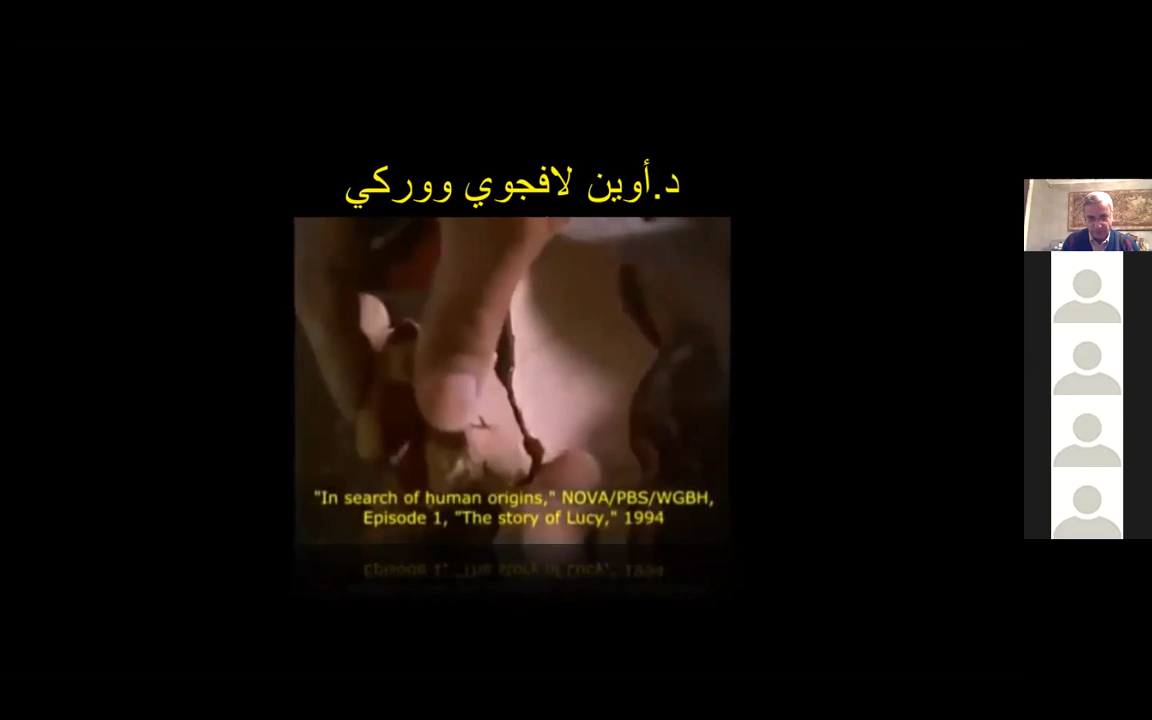 د.أوين لافجوي ووركي
"In search of human origins," NOVA/PBS/WGBH,
Episode 1, "The story of Lucy," 1994